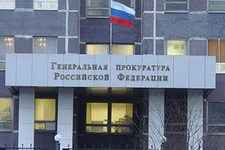 Генеральная прокуратура
Российской Федерации